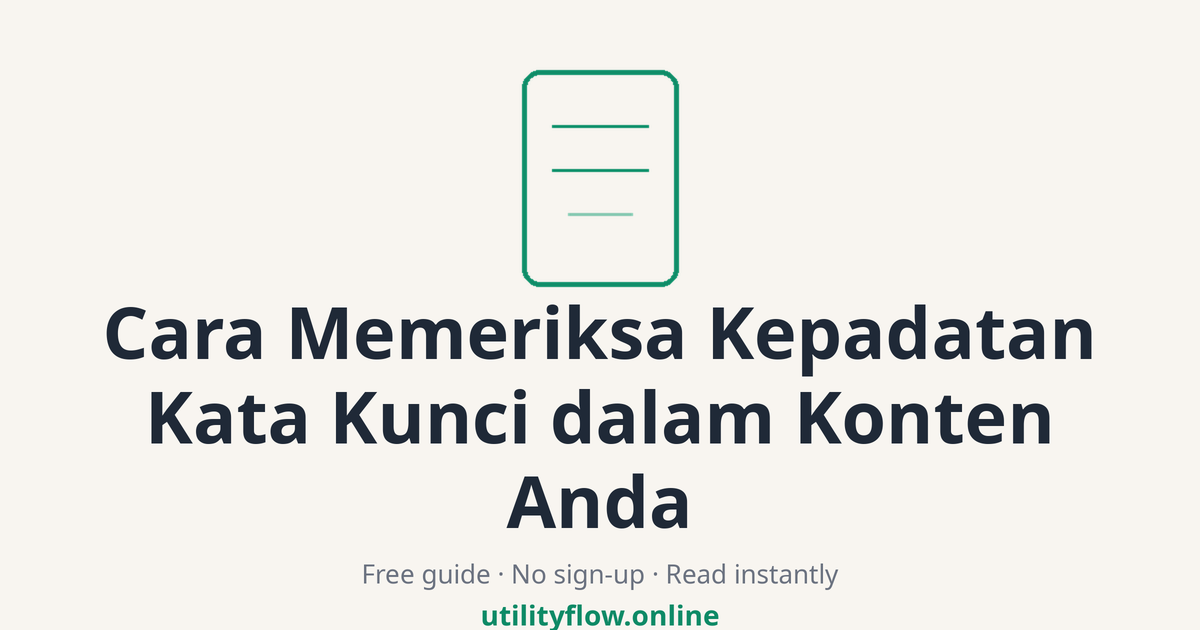 Cara Memeriksa Kepadatan
Kata Kunci dalam Konten
Anda
Free guide · No sign-up · Read instantly
utilityflow.online